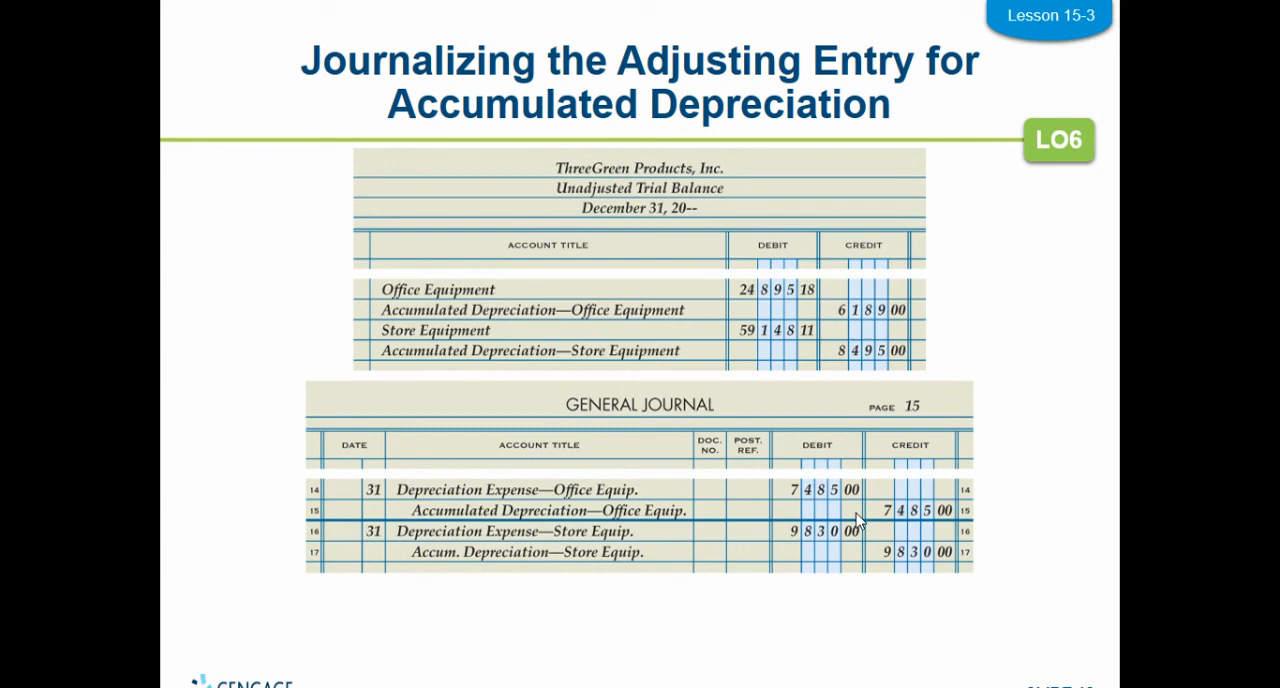 Lesson 15-3
Journalizing the Adjusting Entry for
Accumulated Depreciation
LO6
ThreeGreen Products, Inc.
Unadjusted Trial Balance
December 31, 20--
ACCOUNT TITLE DEBIT CREDIT
Office Equipment 24 8 9 5 18
Accumulated Depreciation—Office Equipment 6 1 8 9 00
Store Equipment 59 1 4 8 11
Accumulated Depreciation—Store Equipment 8 4 9 5 00
GENERAL JOURNAL PAGE 15
DATE ACCOUNT TITLE DOC. NO. POST. REF. DEBIT CREDIT
14 31 Depreciation Expense—Office Equip. 7 4 8 5 00 14
15 Accumulated Depreciation—Office Equip. 7 4 8 5 00 15
16 31 Depreciation Expense—Store Equip. 9 8 3 0 00 16
17 Accum. Depreciation—Store Equip. 9 8 3 0 00 17
CENGAGE